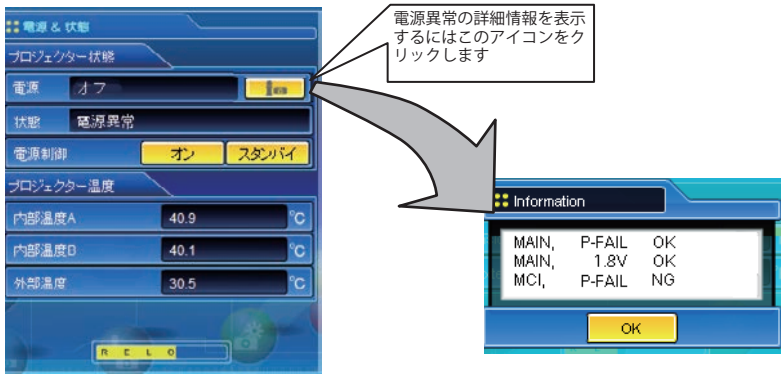 電源 & 状態
プロジェクター状態
電源 オフ
状態 電源異常
電源制御 オン スタンバイ
プロジェクター温度
内部温度A 40.9 ℃
内部温度B 40.1 ℃
外部温度 30.5 ℃
R E L O
電源異常の詳細情報を表示
するにはこのアイコンをク
リックします
Information
MAIN, P-FAIL OK
MAIN, 1.8V OK
MCI, P-FAIL NG
OK